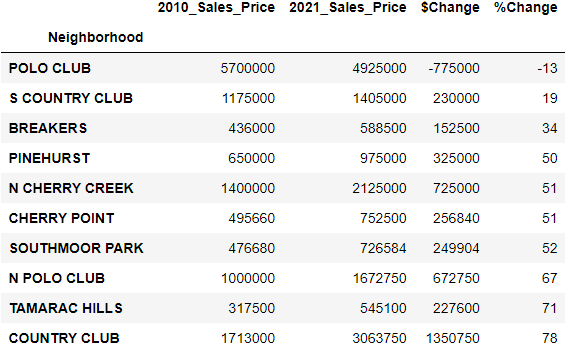 2010_Sales_Price 2021_Sales_Price $Change %Change
Neighborhood
POLO CLUB 5700000 4925000 -775000 -13
S COUNTRY CLUB 1175000 1405000 230000 19
BREAKERS 436000 588500 152500 34
PINEHURST 650000 975000 325000 50
N CHERRY CREEK 1400000 2125000 725000 51
CHERRY POINT 495660 752500 256840 51
SOUTHMOOR PARK 476680 726584 249904 52
N POLO CLUB 1000000 1672750 672750 67
TAMARAC HILLS 317500 545100 227600 71
COUNTRY CLUB 1713000 3063750 1350750 78